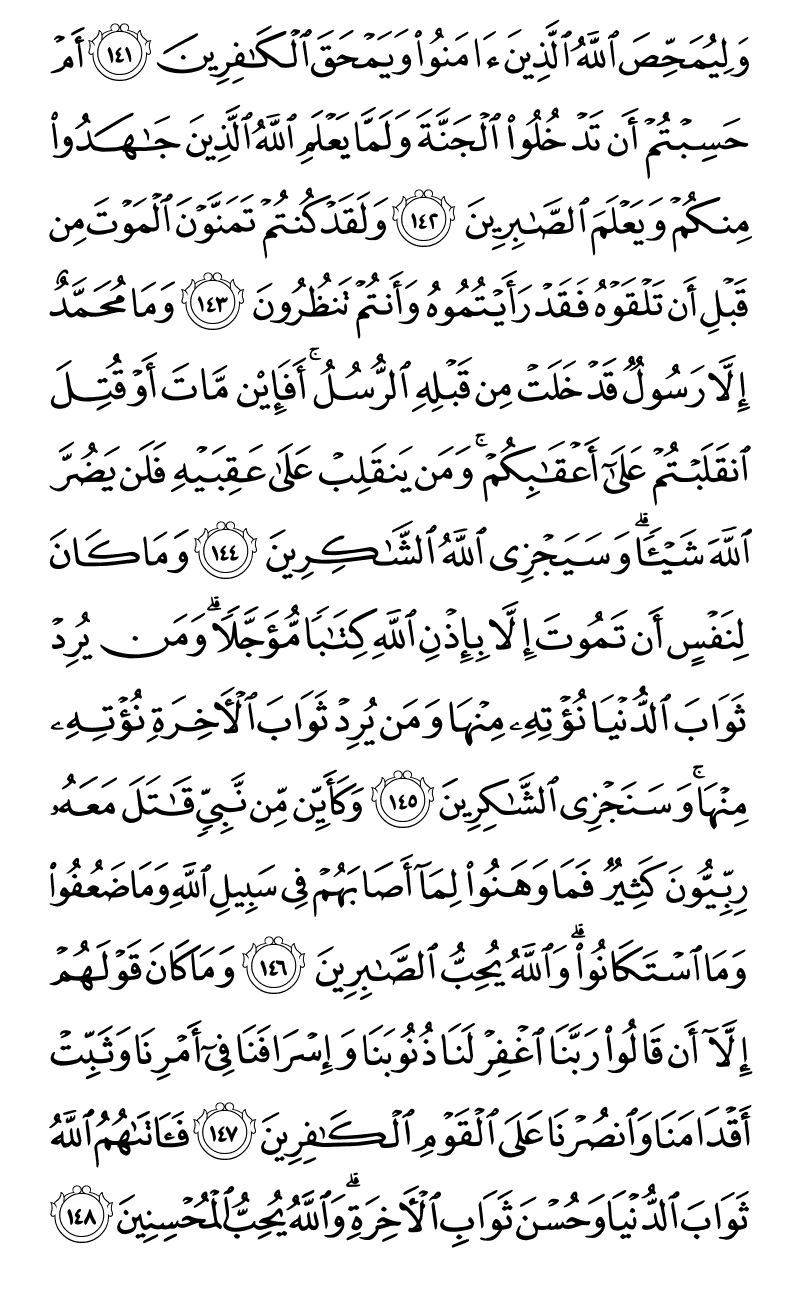 وَلِيُمَحِّصَ ٱللَّهُ ٱلَّذِينَ ءَامَنُوا۟ وَيَمْحَقَ ٱلْكَـٰفِرِينَ ١٤١ أَمْ
حَسِبْتُمْ أَن تَدْخُلُوا۟ ٱلْجَنَّةَ وَلَمَّا يَعْلَمِ ٱللَّهُ ٱلَّذِينَ جَـٰهَدُوا۟
مِنكُمْ وَيَعْلَمَ ٱلصَّـٰبِرِينَ ١٤٢ وَلَقَدْ كُنتُمْ تَمَنَّوْنَ ٱلْمَوْتَ مِن
قَبْلِ أَن تَلْقَوْهُ فَقَدْ رَأَيْتُمُوهُ وَأَنتُمْ تَنظُرُونَ ١٤٣ وَمَا مُحَمَّدٌ
إِلَّا رَسُولٌ قَدْ خَلَتْ مِن قَبْلِهِ ٱلرُّسُلُ ۚ أَفَإِي۟ن مَّاتَ أَوْ قُتِلَ
ٱنقَلَبْتُمْ عَلَىٰٓ أَعْقَـٰبِكُمْ ۚ وَمَن يَنقَلِبْ عَلَىٰ عَقِبَيْهِ فَلَن يَضُرَّ
ٱللَّهَ شَيْـًٔا ۗ وَسَيَجْزِى ٱللَّهُ ٱلشَّـٰكِرِينَ ١٤٤ وَمَا كَانَ
لِنَفْسٍ أَن تَمُوتَ إِلَّا بِإِذْنِ ٱللَّهِ كِتَـٰبًا مُّؤَجَّلًا ۗ وَمَن يُرِدْ
ثَوَابَ ٱلدُّنْيَا نُؤْتِهِۦ مِنْهَا وَمَن يُرِدْ ثَوَابَ ٱلْـَٔاخِرَةِ نُؤْتِهِۦ
مِنْهَا ۚ وَسَنَجْزِى ٱلشَّـٰكِرِينَ ١٤٥ وَكَأَيِّن مِّن نَّبِىٍّ قَـٰتَلَ مَعَهُۥ
رِبِّيُّونَ كَثِيرٌ فَمَا وَهَنُوا۟ لِمَآ أَصَابَهُمْ فِى سَبِيلِ ٱللَّهِ وَمَا ضَعُفُوا۟
وَمَا ٱسْتَكَانُوا۟ ۗ وَٱللَّهُ يُحِبُّ ٱلصَّـٰبِرِينَ ١٤٦ وَمَا كَانَ قَوْلَهُمْ
إِلَّآ أَن قَالُوا۟ رَبَّنَا ٱغْفِرْ لَنَا ذُنُوبَنَا وَإِسْرَافَنَا فِىٓ أَمْرِنَا وَثَبِّتْ
أَقْدَامَنَا وَٱنصُرْنَا عَلَى ٱلْقَوْمِ ٱلْكَـٰفِرِينَ ١٤٧ فَـَٔاتَىٰهُمُ ٱللَّهُ
ثَوَابَ ٱلدُّنْيَا وَحُسْنَ ثَوَابِ ٱلْـَٔاخِرَةِ ۗ وَٱللَّهُ يُحِبُّ ٱلْمُحْسِنِينَ ١٤٨